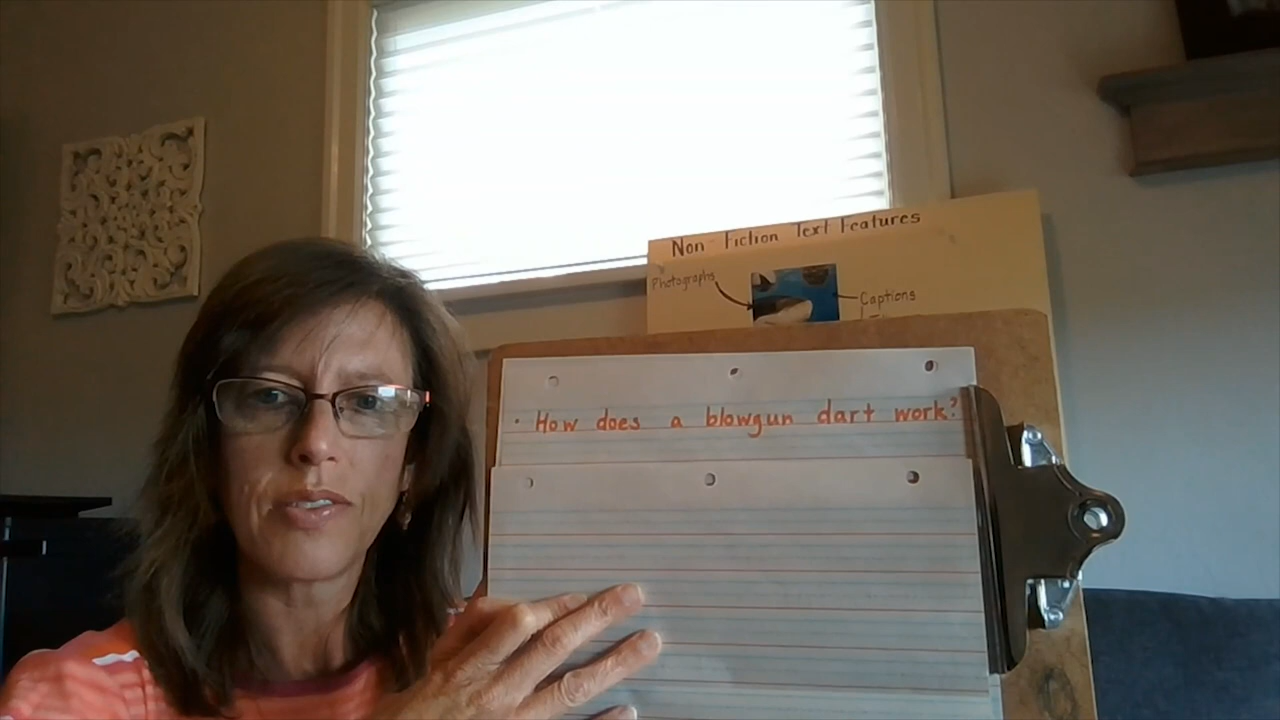 Non-Fiction Text Features
Photographs
Captions
• How does a blowgun dart work?